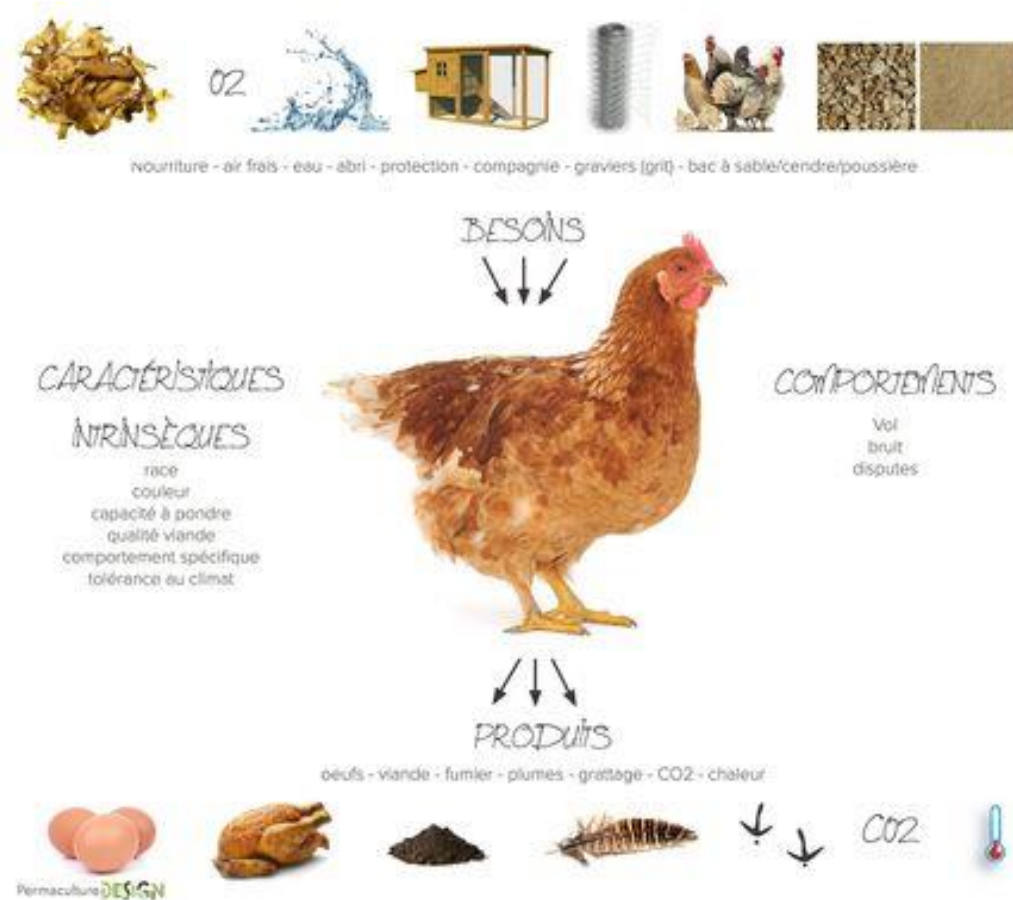 O2
Nourriture - air frais - eau - abri - protection - compagnie - graviers (grit) - bac à sable/cendre/poussière
BESOINS
CARACTÉRISTIQUES
INTRINSÈQUES
race
couleur
capacité à pondre
qualité viande
comportement spécifique
tolérance au climat
COMPORTEMENTS
Vol
bruit
disputes
PRODUITS
oeufs - viande - fumier - plumes - grattage - CO2 - chaleur
CO2
Permaculture DESIGN